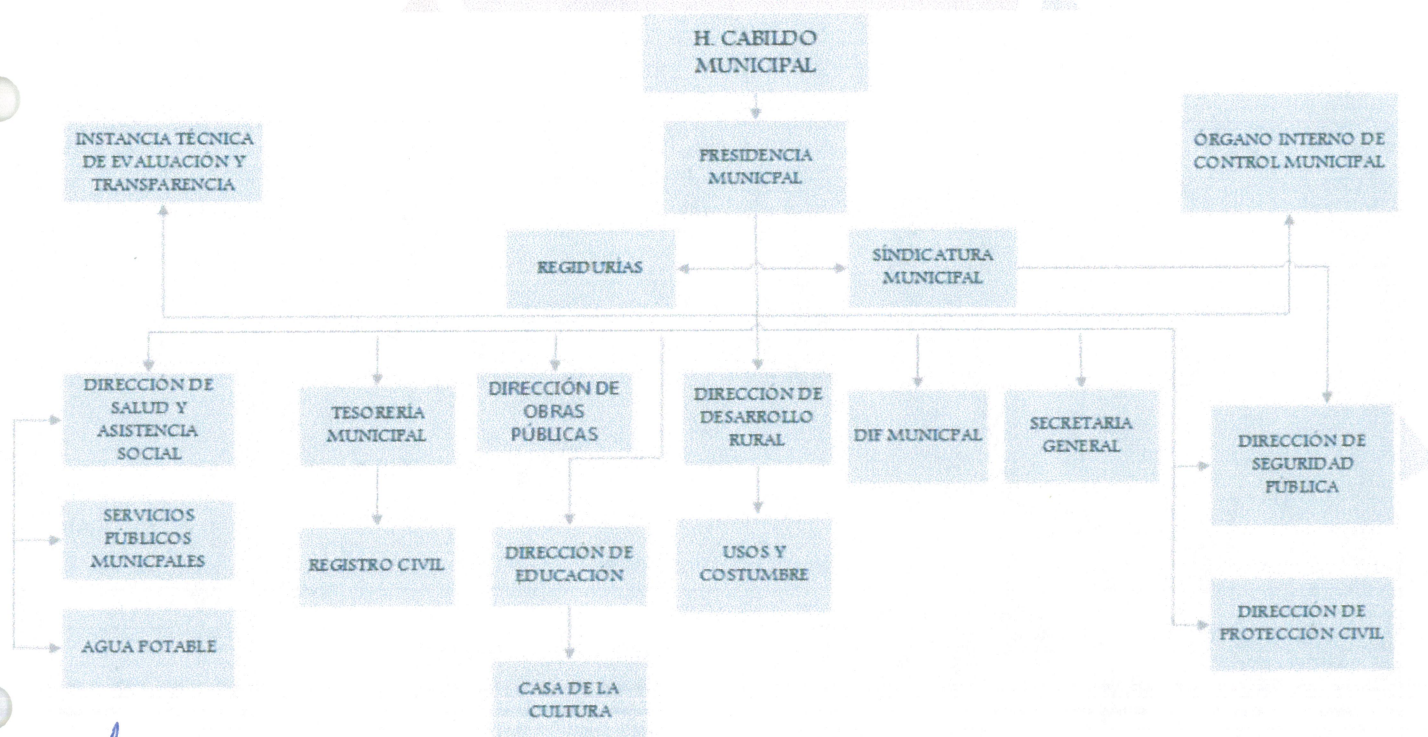 H. CABILDO
MUNICIPAL
INSTANCIA TÉCNICA
DE EVALUACIÓN Y
TRANSPARENCIA
PRESIDENCIA
MUNICPAL
ÓRGANO INTERNO DE
CONTROL MUNICIPAL
REGIDURÍAS
SÍNDICATURA
MUNICIPAL
DIRECCIÓN DE
SALUD Y
ASISTENCIA
SOCIAL
TESORERÍA
MUNICIPAL
DIRECCIÓN DE
OBRAS
PÚBLICAS
DIRECCIÓN DE
DESARROLLO
RURAL
DIF MUNICPAL
SECRETARIA
GENERAL
DIRECCIÓN DE
SEGURIDAD
PÚBLICA
SERVICIOS
PÚBLICOS
MUNICPALES
REGISTRO CIVIL
DIRECCIÓN DE
EDUCACIÓN
USOS Y
COSTUMBRE
DIRECCIÓN DE
PROTECCIÓN CIVIL
AGUA POTABLE
CASA DE LA
CULTURA